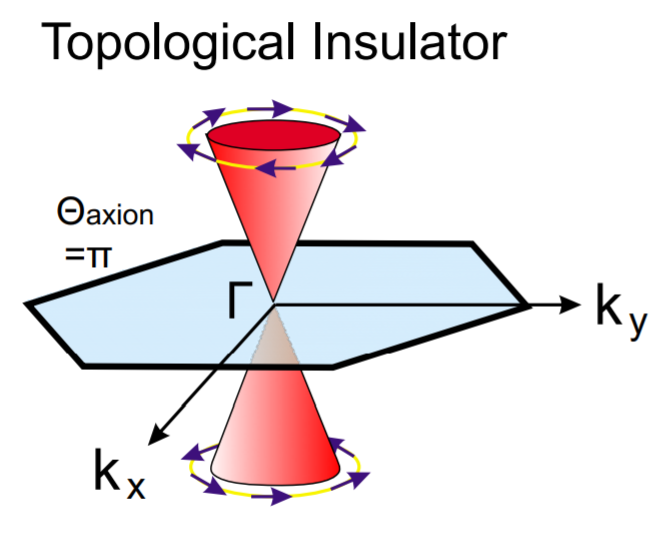 Topological Insulator
Θaxion
=π
Γ
ky
kx